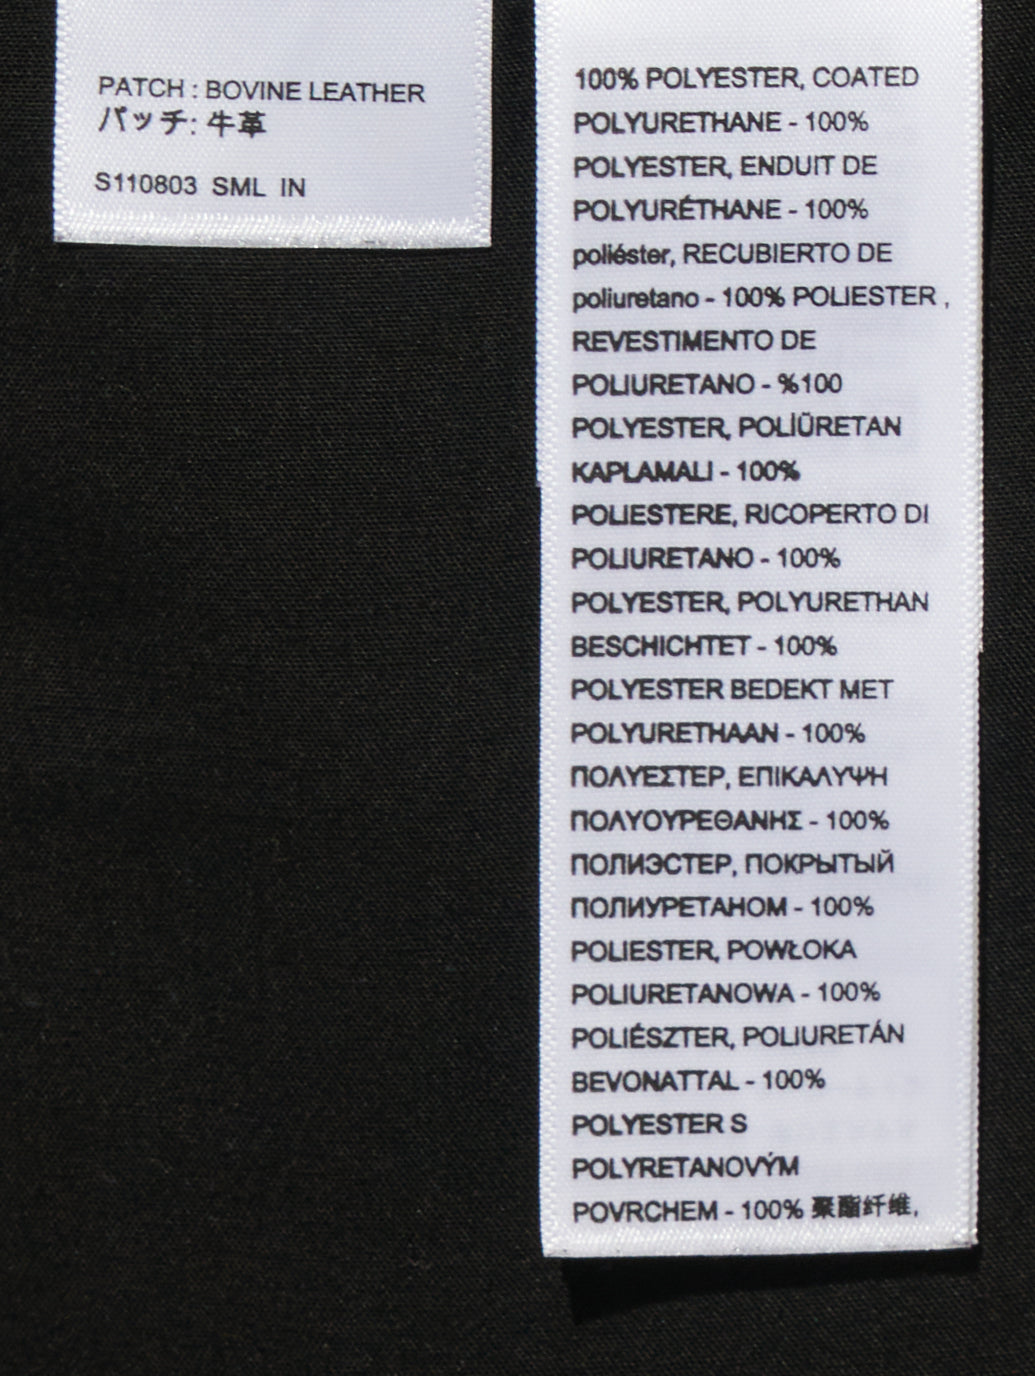 PATCH : BOVINE LEATHER
パッチ: 牛革
S110803 SML IN
100% POLYESTER, COATED
POLYURETHANE - 100%
POLYESTER, ENDUIT DE
POLYURÉTHANE - 100%
poliéster, RECUBIERTO DE
poliuretano - 100% POLIESTER ,
REVESTIMENTO DE
POLIURETANO - %100
POLYESTER, POLİÜRETAN
KAPLAMALI - 100%
POLIESTERE, RICOPERTO DI
POLIURETANO - 100%
POLYESTER, POLYURETHAN
BESCHICHTET - 100%
POLYESTER BEDEKT MET
POLYURETHAAN - 100%
ΠΟΛΥΕΣΤΕΡ, ΕΠΙΚΑΛΥΨΗ
ΠΟΛΥΟΥΡΕΘΑΝΗΣ - 100%
ПОЛИЭСТЕР, ПОКРЫТЫЙ
ПОЛИУРЕТАНОМ - 100%
POLIESTER, POWŁOKA
POLIURETANOWA - 100%
POLIÉSZTER, POLIURETÁN
BEVONATTAL - 100%
POLYESTER S
POLYRETANOVÝM
POVRCHEM - 100% 聚酯纤维,